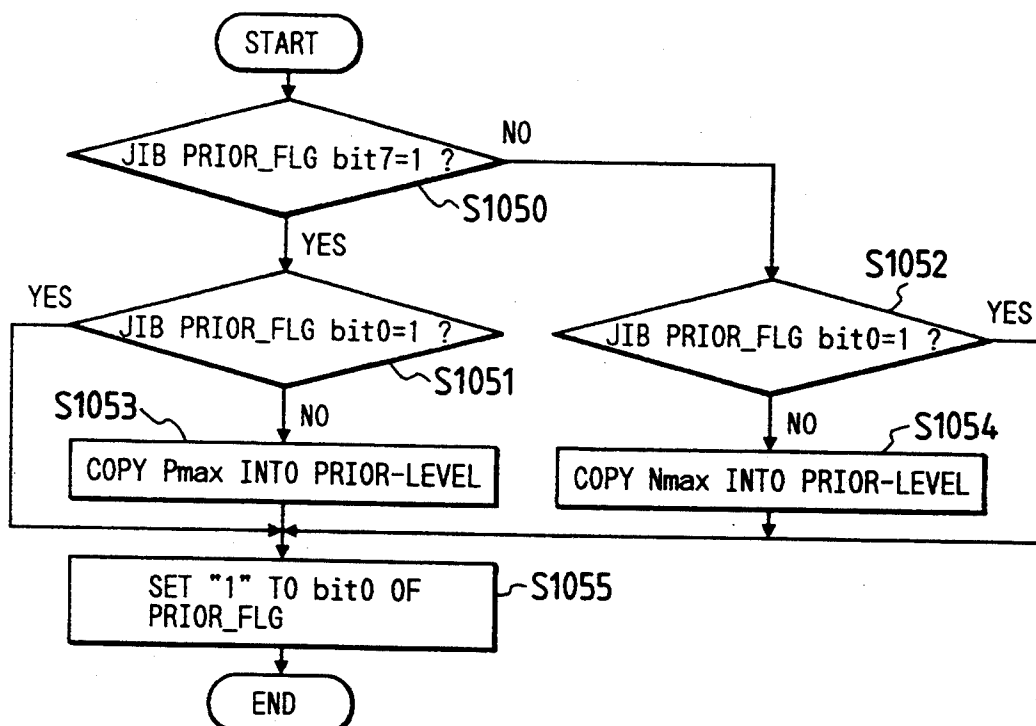 START
JIB PRIOR_FLG bit7=1 ?
NO
S1050
YES
S1052
YES
JIB PRIOR_FLG bit0=1 ?
JIB PRIOR_FLG bit0=1 ?
YES
S1051
S1053
NO
NO
S1054
COPY Pmax INTO PRIOR-LEVEL
COPY Nmax INTO PRIOR-LEVEL
SET "1" TO bit0 OF
PRIOR_FLG
S1055
END